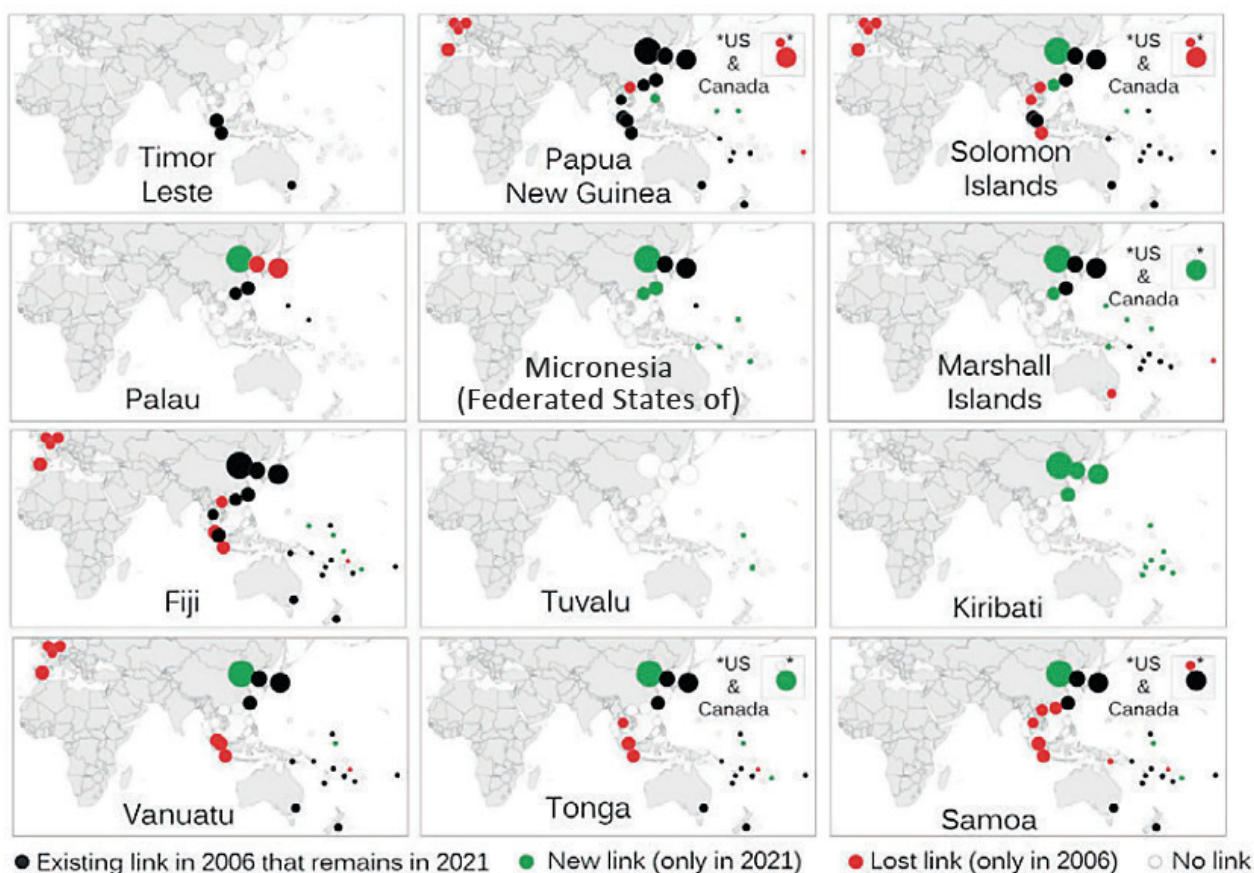 Timor
Leste
*US
&
Canada
*
Papua
New Guinea
*US
&
Canada
*
Solomon
Islands
Palau
Micronesia
(Federated States of)
*US
&
Canada
*
Marshall
Islands
Fiji
Tuvalu
Kiribati
Vanuatu
*US
&
Canada
*
Tonga
*US
&
Canada
*
Samoa
Existing link in 2006 that remains in 2021 New link (only in 2021) Lost link (only in 2006) No link